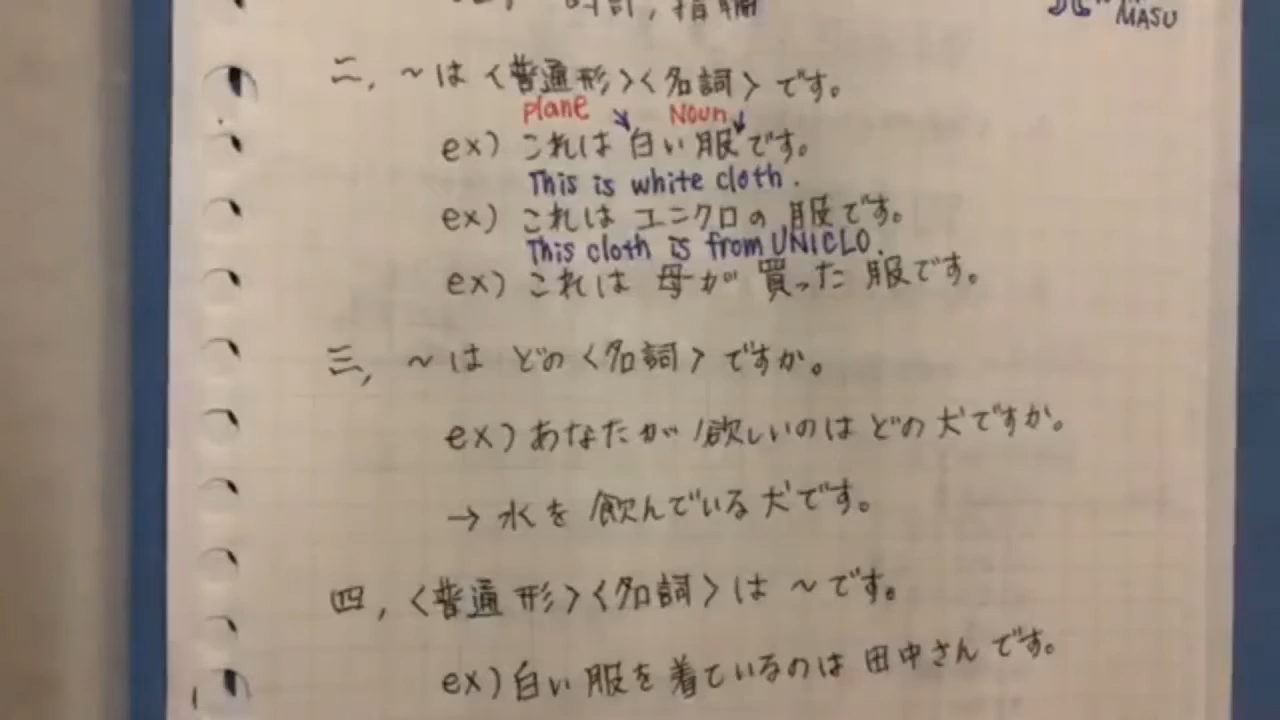 MASU
二, ～は〈普通形〉〈名詞〉です。
plane Noun
ex) これは白い服です。
This is white cloth.
ex) これは ユニクロの 服です。
This cloth is from UNICLO.
ex) これは 母が 買った 服です。
三, ～は どの〈名詞〉ですか。
ex) あなたが欲しいのは どの 犬ですか。
→ 水を 飲んでいる 犬です。
四, 〈普通形〉〈名詞〉は ～です。
ex) 白い 服を 着ているのは 田中さんです。